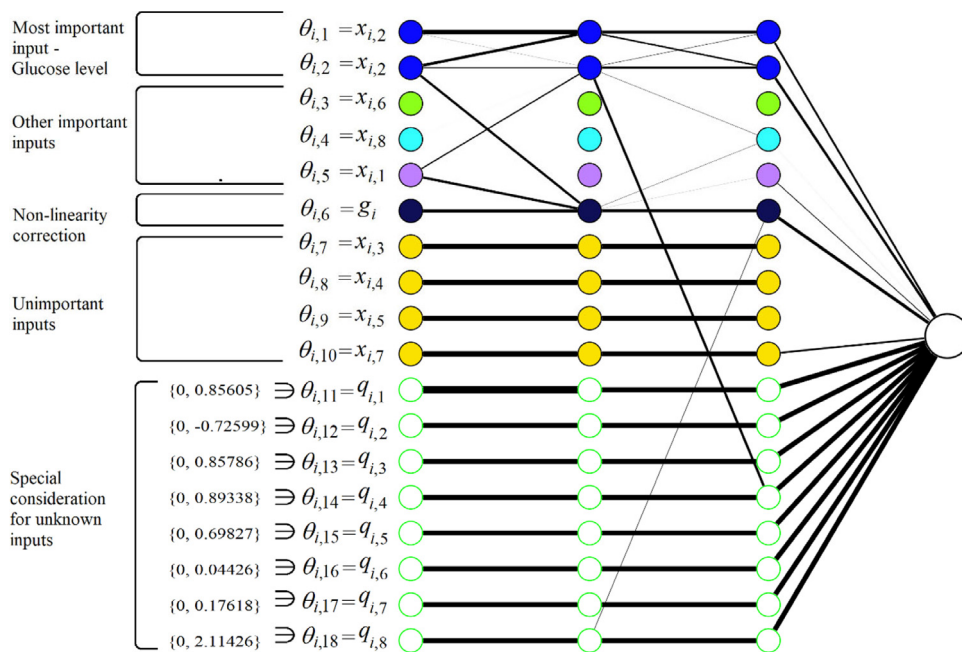 Most important
input -
Glucose level
θi,1 = xi,2
θi,2 = xi,2
Other important
inputs
θi,3 = xi,6
θi,4 = xi,8
θi,5 = xi,1
Non-linearity
correction
θi,6 = gi
Unimportant
inputs
θi,7 = xi,3
θi,8 = xi,4
θi,9 = xi,5
θi,10 = xi,7
Special
consideration
for unknown
inputs
{0, 0.85605} ∋ θi,11 = qi,1
{0, -0.72599} ∋ θi,12 = qi,2
{0, 0.85786} ∋ θi,13 = qi,3
{0, 0.89338} ∋ θi,14 = qi,4
{0, 0.69827} ∋ θi,15 = qi,5
{0, 0.04426} ∋ θi,16 = qi,6
{0, 0.17618} ∋ θi,17 = qi,7
{0, 2.11426} ∋ θi,18 = qi,8